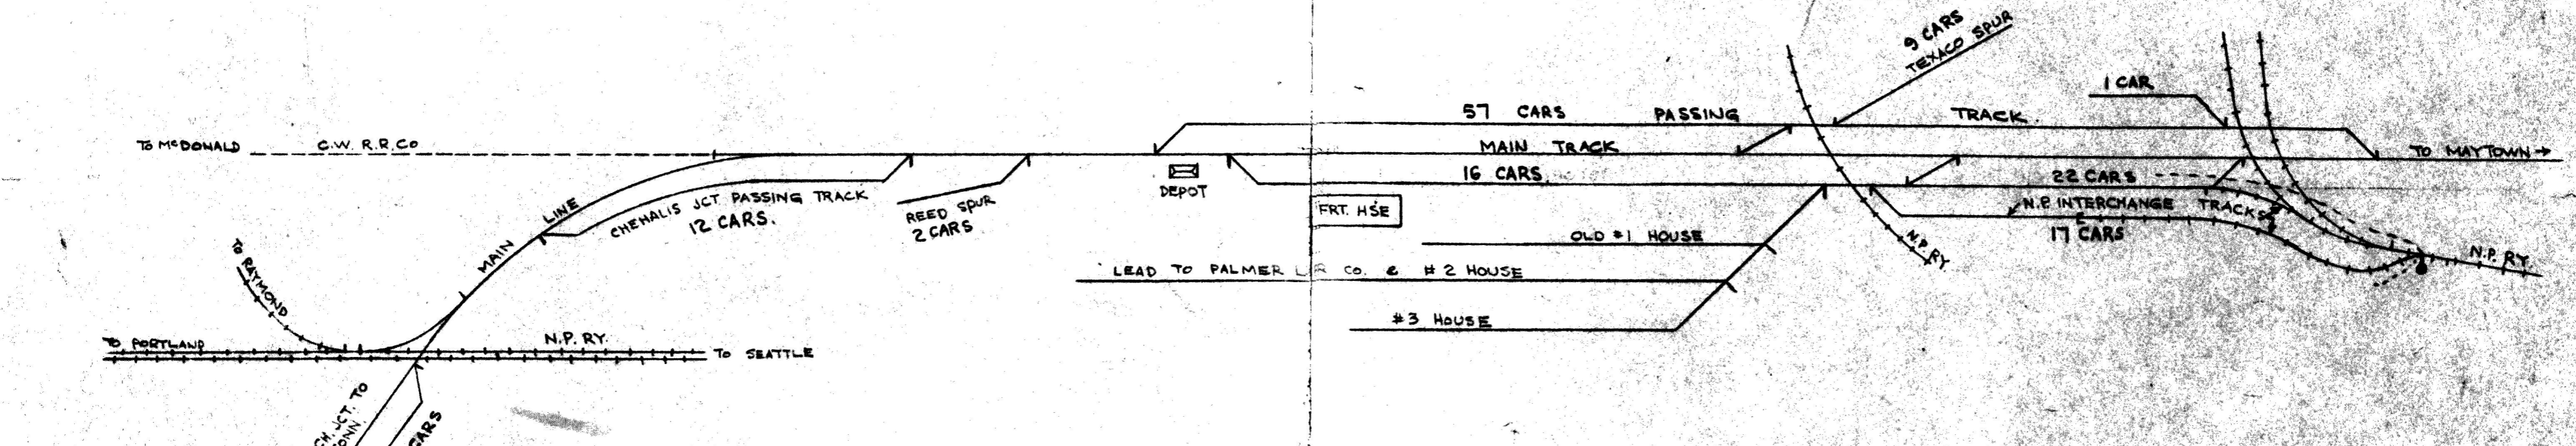 9 CARS
TEXACO SPUR
1 CAR
57 CARS PASSING TRACK
TO McDONALD C.W. R.R. Co
MAIN TRACK
TO MAYTOWN →
16 CARS
22 CARS
DEPOT
CHEHALIS JCT PASSING TRACK
12 CARS.
REED SPUR
2 CARS
FRT. HSE
N.P. INTERCHANGE TRACKS
17 CARS
MAIN LINE
OLD #1 HOUSE
N.P. RY.
N.P. RY.
LEAD TO PALMER Co. & #2 HOUSE
TO RAYMOND
#3 HOUSE
TO PORTLAND
N.P. RY.
TO SEATTLE
CH. JCT. TO
CARS